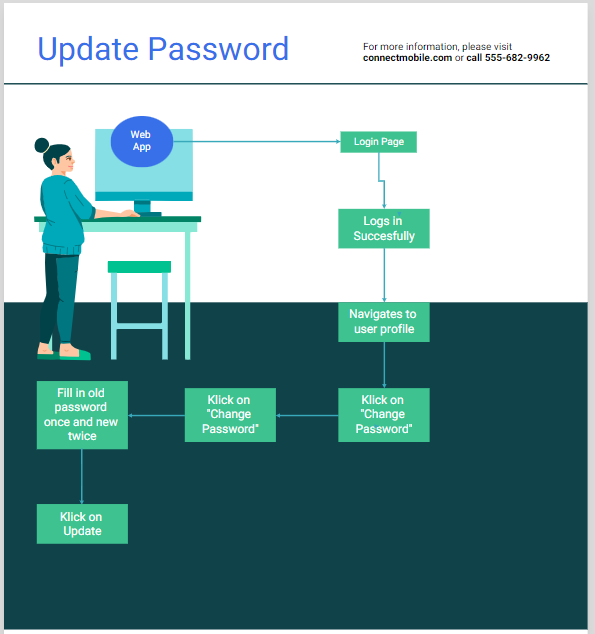 Update Password
For more information, please visit
connectmobile.com or call 555-682-9962
Web
App
Login Page
Logs in
Succesfully
Navigates to
user profile
Klick on
"Change
Password"
Klick on
"Change
Password"
Fill in old
password
once and new
twice
Klick on
Update